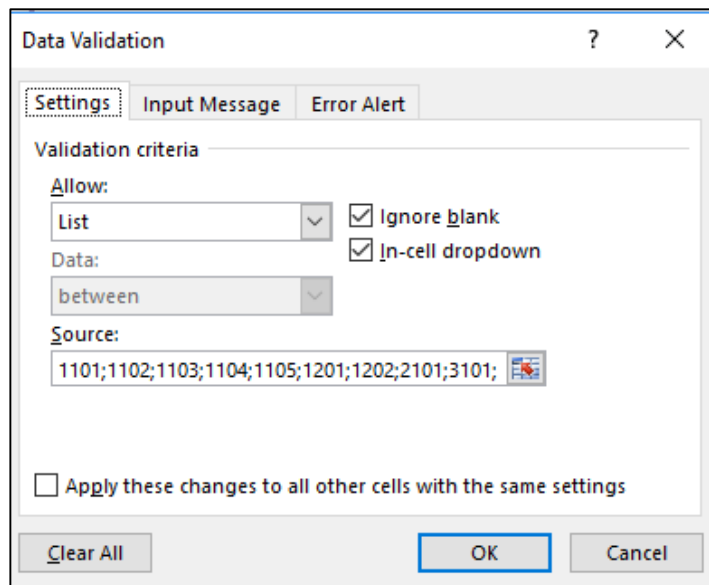 Data Validation ? X
Settings Input Message Error Alert
Validation criteria
Allow:
List
Ignore blank
In-cell dropdown
Data:
between
Source:
1101;1102;1103;1104;1105;1201;1202;2101;3101;
Apply these changes to all other cells with the same settings
Clear All OK Cancel